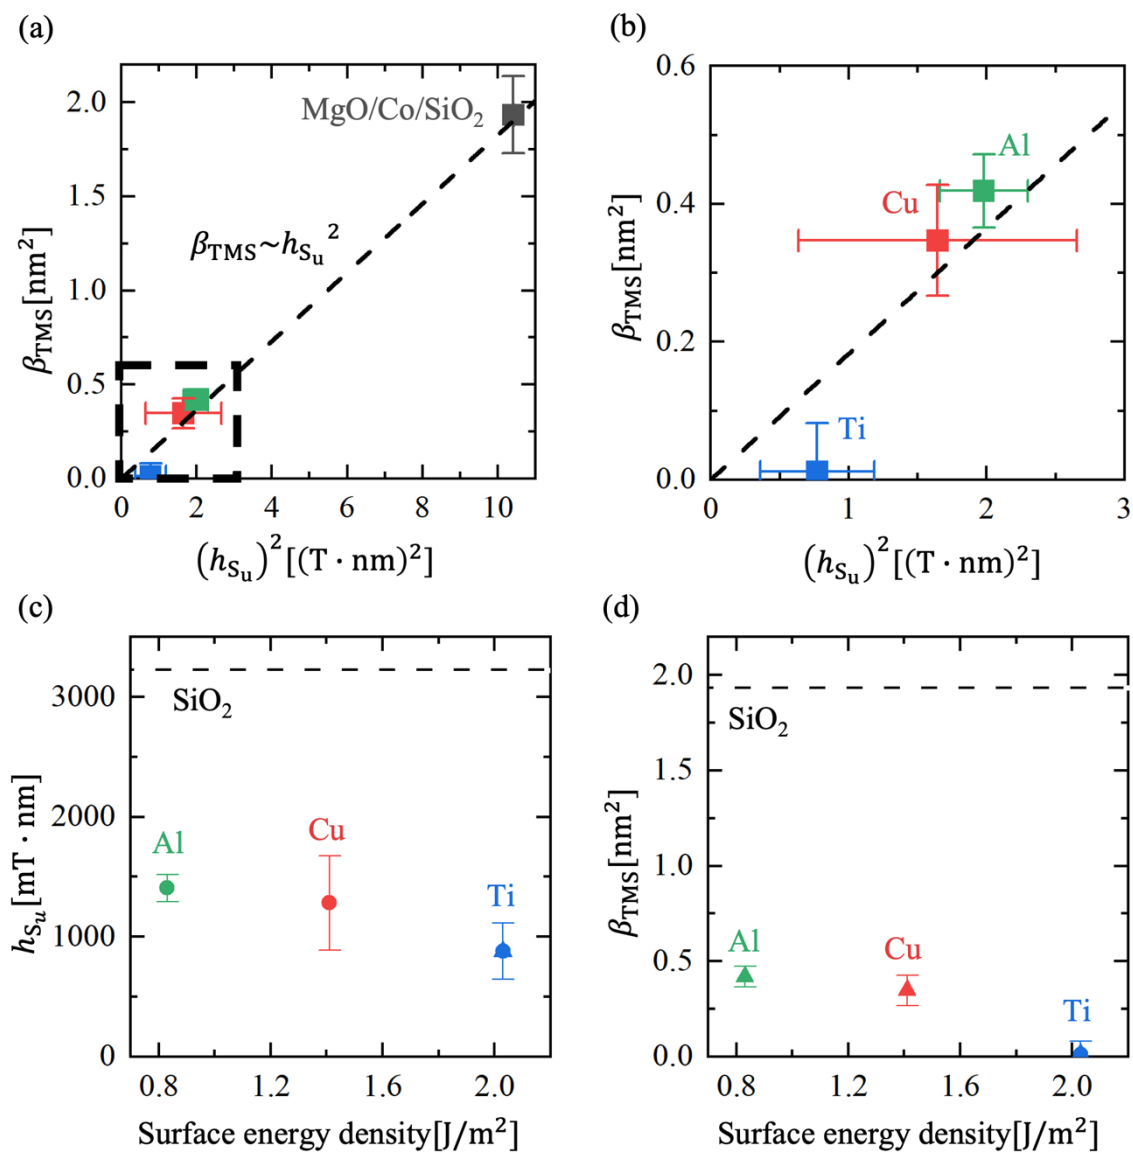 (a)
2.0
1.5
1.0
0.5
0.0
β_TMS[nm²]
MgO/Co/SiO₂
β_TMS~h_Sᵤ²
0 2 4 6 8 10
(h_Sᵤ)²[(T · nm)²]
(b)
0.6
0.4
0.2
0.0
β_TMS[nm²]
Al
Cu
Ti
0 1 2 3
(h_Sᵤ)²[(T · nm)²]
(c)
3000
2000
1000
0
h_Sᵤ[mT · nm]
SiO₂
Al
Cu
Ti
0.8 1.2 1.6 2.0
Surface energy density[J/m²]
(d)
2.0
1.5
1.0
0.5
0.0
β_TMS[nm²]
SiO₂
Al
Cu
Ti
0.8 1.2 1.6 2.0
Surface energy density[J/m²]